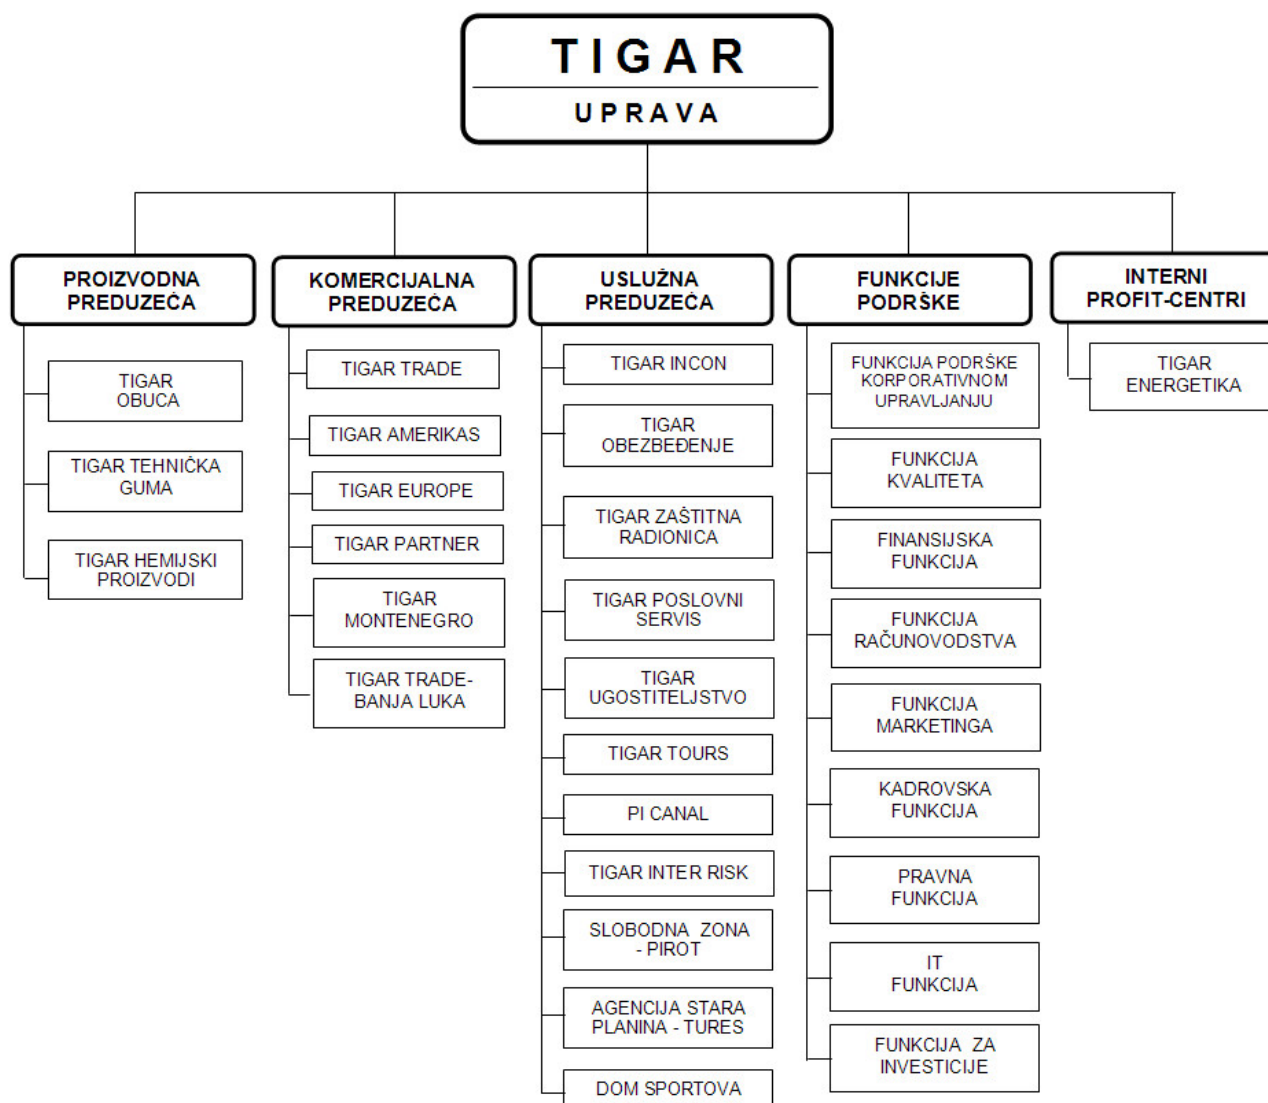 TIGAR
UPRAVA
PROIZVODNA
PREDUZEĆA
TIGAR
OBUCA
TIGAR TEHNIČKA
GUMA
TIGAR HEMIJSKI
PROIZVODI
KOMERCIJALNA
PREDUZEĆA
TIGAR TRADE
TIGAR AMERIKAS
TIGAR EUROPE
TIGAR PARTNER
TIGAR
MONTENEGRO
TIGAR TRADE-
BANJA LUKA
USLUŽNA
PREDUZEĆA
TIGAR INCON
TIGAR
OBEZBEĐENJE
TIGAR ZAŠTITNA
RADIONICA
TIGAR POSLOVNI
SERVIS
TIGAR
UGOSTITELJSTVO
TIGAR TOURS
PI CANAL
TIGAR INTER RISK
SLOBODNA ZONA
- PIROT
AGENCIJA STARA
PLANINA - TURES
DOM SPORTOVA
FUNKCIJE
PODRŠKE
FUNKCIJA PODRŠKE
KORPORATIVNOM
UPRAVLJANJU
FUNKCIJA
KVALITETA
FINANSIJSKA
FUNKCIJA
FUNKCIJA
RAČUNOVODSTVA
FUNKCIJA
MARKETINGA
KADROVSKA
FUNKCIJA
PRAVNA
FUNKCIJA
IT
FUNKCIJA
FUNKCIJA ZA
INVESTICIJE
INTERNI
PROFIT-CENTRI
TIGAR
ENERGETIKA